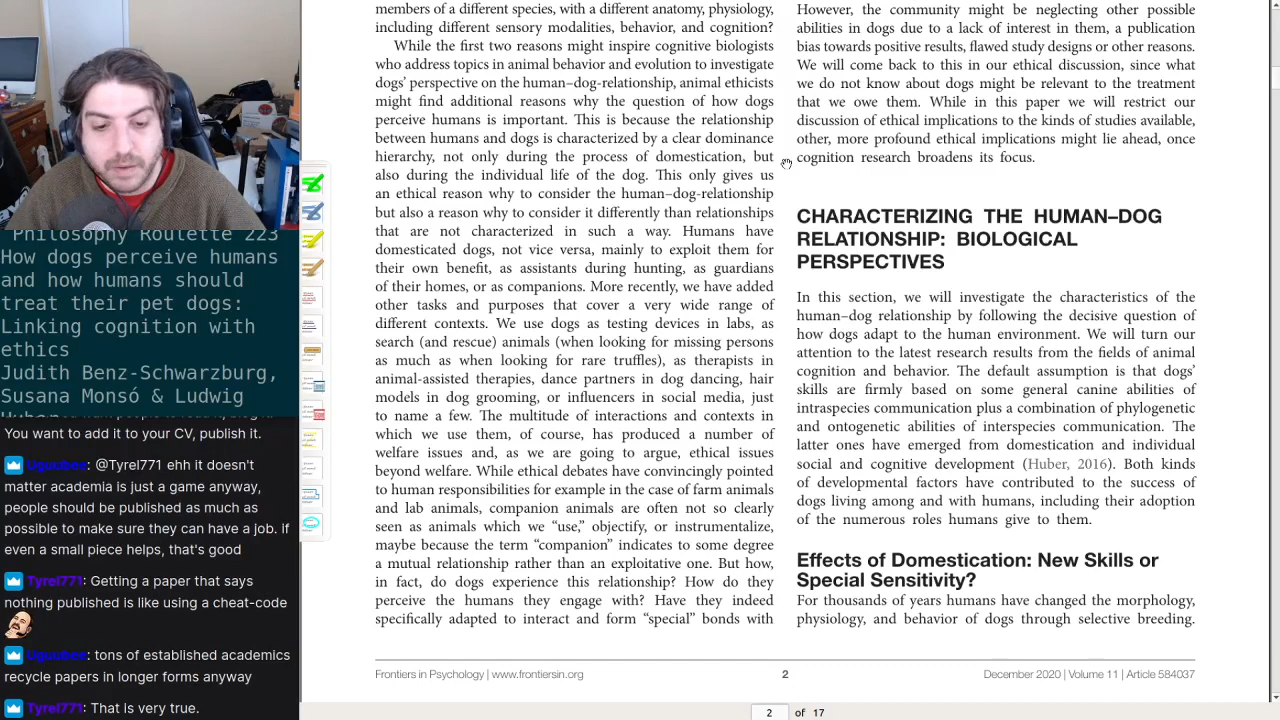 Philosophy Roulette 223
How dogs perceive humans
and how humans should
treat their pet dogs:
Linking cognition with
ethics
Judith Benz-Schwarzburg,
Susana Monsó & Ludwig
You want to add it to your CV, publish it.
Uguubee: @Tyrel771 ehh it doesn't
matter, academia is just a game anyway,
people should be published as much as
possible to make sure they can have a job. if
even a small piece helps, that's good
Tyrel771: Getting a paper that says
nothing published is like using a cheat-code
Uguubee: tons of established academics
recycle papers in longer forms anyway
Tyrel771: That is very true.
members of a different species, with a different anatomy, physiology,
including different sensory modalities, behavior, and cognition?
While the first two reasons might inspire cognitive biologists
who address topics in animal behavior and evolution to investigate
dogs' perspective on the human–dog-relationship, animal ethicists
might find additional reasons why the question of how dogs
perceive humans is important. This is because the relationship
between humans and dogs is characterized by a clear dominance
hierarchy, not only during the process of domestication but
also during the individual life of the dog. This only gives us
an ethical reason why to consider the human–dog-relationship
but also a reason why to consider it differently than relationships
that are not characterized in such a way. Humans have
domesticated dogs, not vice versa, mainly to exploit them for
their own benefit, as assistants during hunting, as guardians
of their homes, or as companions. More recently, we have added
more tasks and purposes to cover a growing number of
different contexts: We use dogs as testing devices in labs, as
search (and rescue) animals (when looking for missing persons
as much as when looking for truffles), as therapists in
animal-assisted therapies, as sport partners during dancing, as
models in dog grooming, or influencers on social media, just
to name a few. The multitude of interactions and contexts in
which we use dogs, of course, has produced a number of
welfare issues and, as we are going to argue, ethical issues
beyond welfare. While ethical debates have convincingly pointed
to human responsibilities for example in the case of farm animals
and lab animals, companion animals are often not clearly
seen as animals which we “use,” objectify, or instrumentalize,
maybe because the term “companion” indicates to some degree
a mutual relationship rather than an exploitative one. But how,
in fact, do dogs experience this relationship? How do they
perceive the humans they engage with? Have they indeed
specifically adapted to interact and form “special” bonds with
However, the community might be neglecting other possible
abilities in dogs due to a lack of interest in them, a publication
bias towards positive results, flawed study designs or other reasons.
We will come back to this in our ethical discussion, since what
we do not know about dogs might be relevant to the treatment
that we owe them. While in this paper we will restrict our
discussion of ethical implications to the kinds of studies available,
other, more profound ethical implications might lie ahead, once
cognition research broadens its focus.
CHARACTERIZING THE HUMAN–DOG
RELATIONSHIP: BIOLOGICAL
PERSPECTIVES
In this section, we will introduce the characteristics of the
human–dog relationship by following the decisive question of
how dogs adapt to the human environment. We will turn our
attention to the latest research results from the fields of animal
cognition and behavior. The default assumption is that dogs'
skills are firmly based on a general set of abilities for
intraspecies communication plus a combination of phylogenetic
and ontogenetic abilities of interspecies communication. The
latter would have emerged from domestication and individual
social and cognitive development (Huber, 2016). Both kinds
of developmental factors have contributed to the success of
dogs living among and with humans, including their adoption
of the numerous roles humans give to them.
Effects of Domestication: New Skills or
Special Sensitivity?
For thousands of years humans have changed the morphology,
physiology, and behavior of dogs through selective breeding.
Frontiers in Psychology | www.frontiersin.org
2
December 2020 | Volume 11 | Article 584037
2 of 17